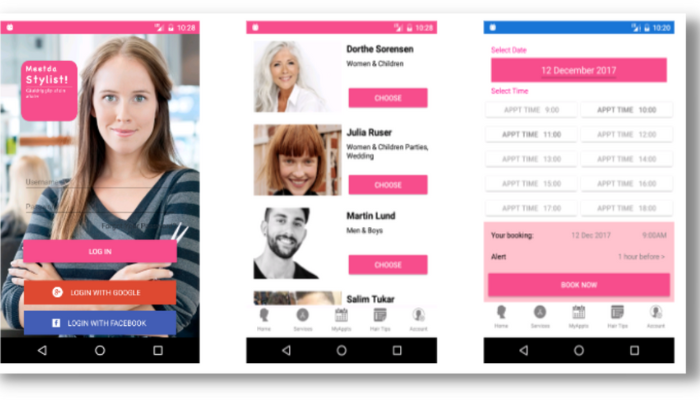 10:28
Meetda
Stylist!
Username
LOG IN
LOGIN WITH GOOGLE
LOGIN WITH FACEBOOK
10:28
Dorthe Sorensen
Women & Children
CHOOSE
Julia Ruser
Women & Children Parties,
Wedding
CHOOSE
Martin Lund
Men & Boys
CHOOSE
Salim Tukar
Home Services MyAppts Hair Tips Account
10:20
Select Date
12 December 2017
Select Time
APPT TIME 9:00 APPT TIME 10:00
APPT TIME 11:00 APPT TIME 12:00
APPT TIME 13:00 APPT TIME 14:00
APPT TIME 15:00 APPT TIME 16:00
APPT TIME 17:00 APPT TIME 18:00
Your booking: 12 Dec 2017 9:00AM
Alert 1 hour before >
BOOK NOW
Home Services MyAppts Hair Tips Account